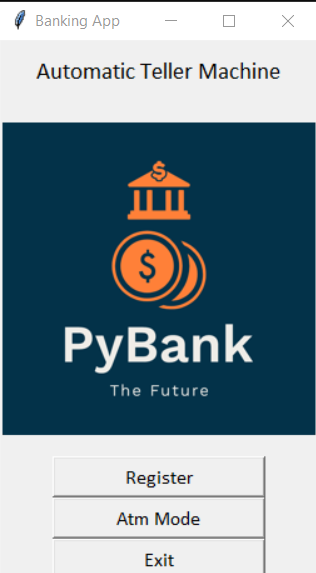 Banking App
Automatic Teller Machine
$
$
PyBank
The Future
Register
Atm Mode
Exit